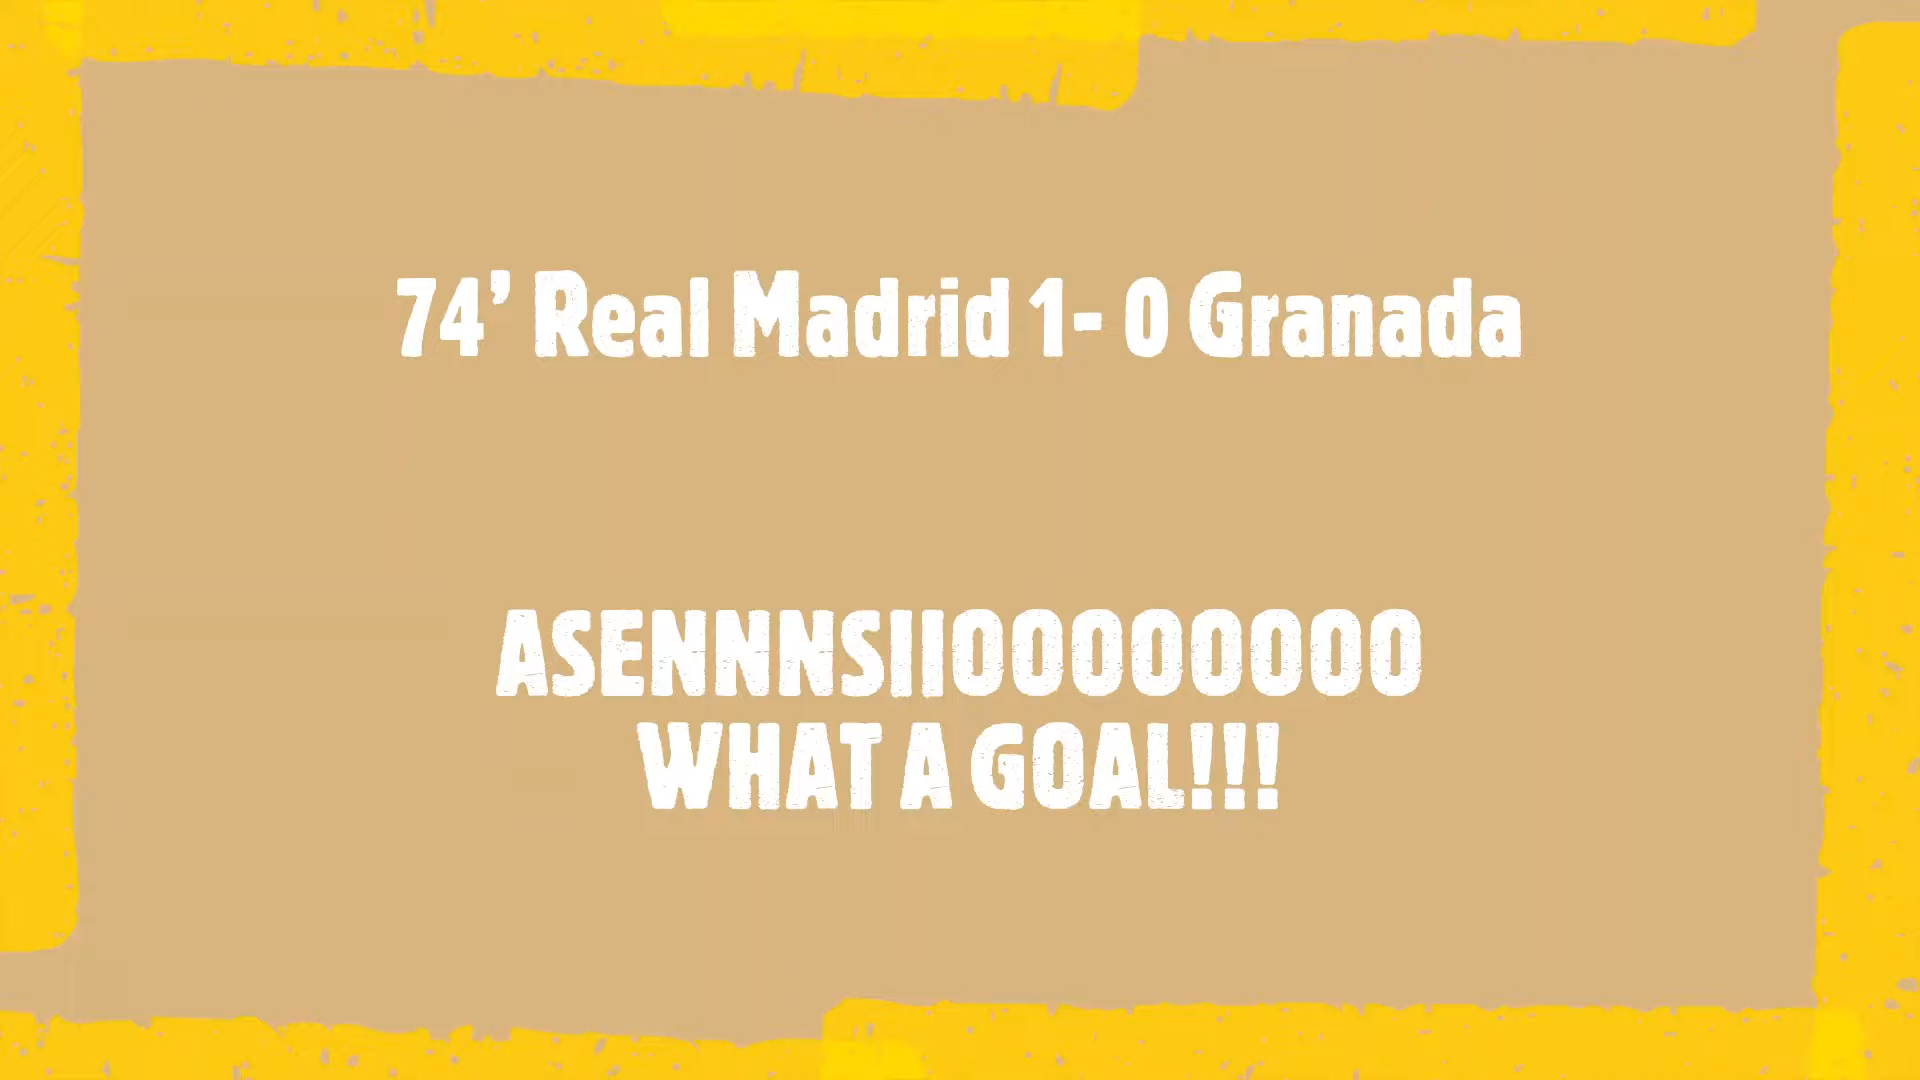 74’ Real Madrid 1- 0 Granada
ASENNNSIIOOOOOOOO
WHAT A GOAL!!!